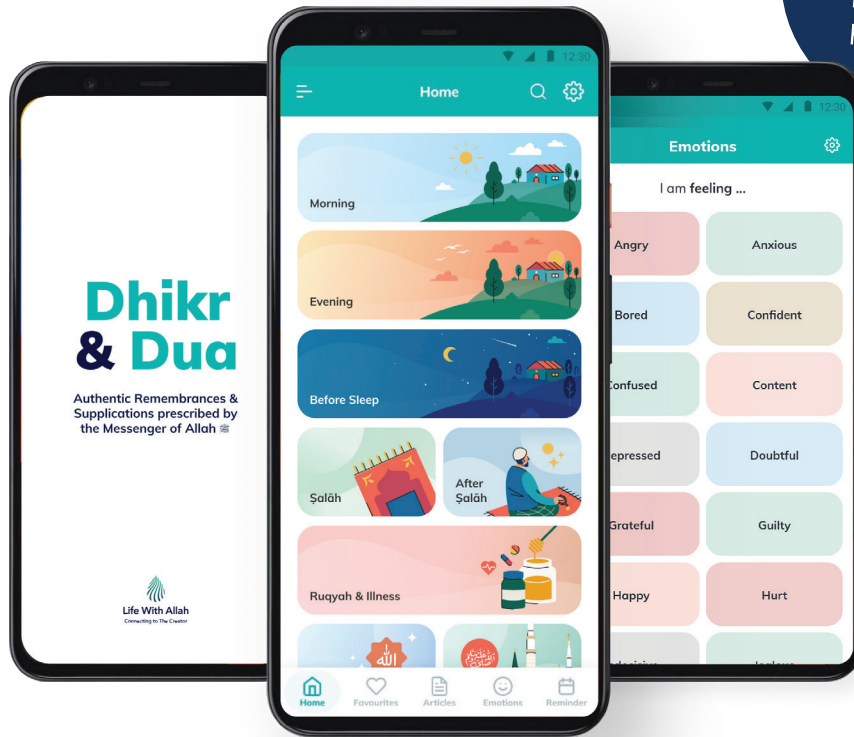 Dhikr
& Dua
Authentic Remembrances &
Supplications prescribed by
the Messenger of Allah ﷺ
Life With Allah
Connecting to The Creator
12:30
Home
Morning
Evening
Before Sleep
Ṣalāh
After
Ṣalāh
Ruqyah & Illness
الله
Home
Favourites
Articles
Emotions
Reminder
12:30
Emotions
I am feeling ...
Angry
Anxious
Bored
Confident
Confused
Content
epressed
Doubtful
Grateful
Guilty
Happy
Hurt